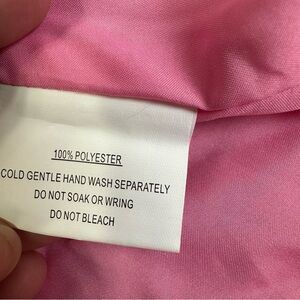 100% POLYESTER
COLD GENTLE HAND WASH SEPARATELY
DO NOT SOAK OR WRING
DO NOT BLEACH